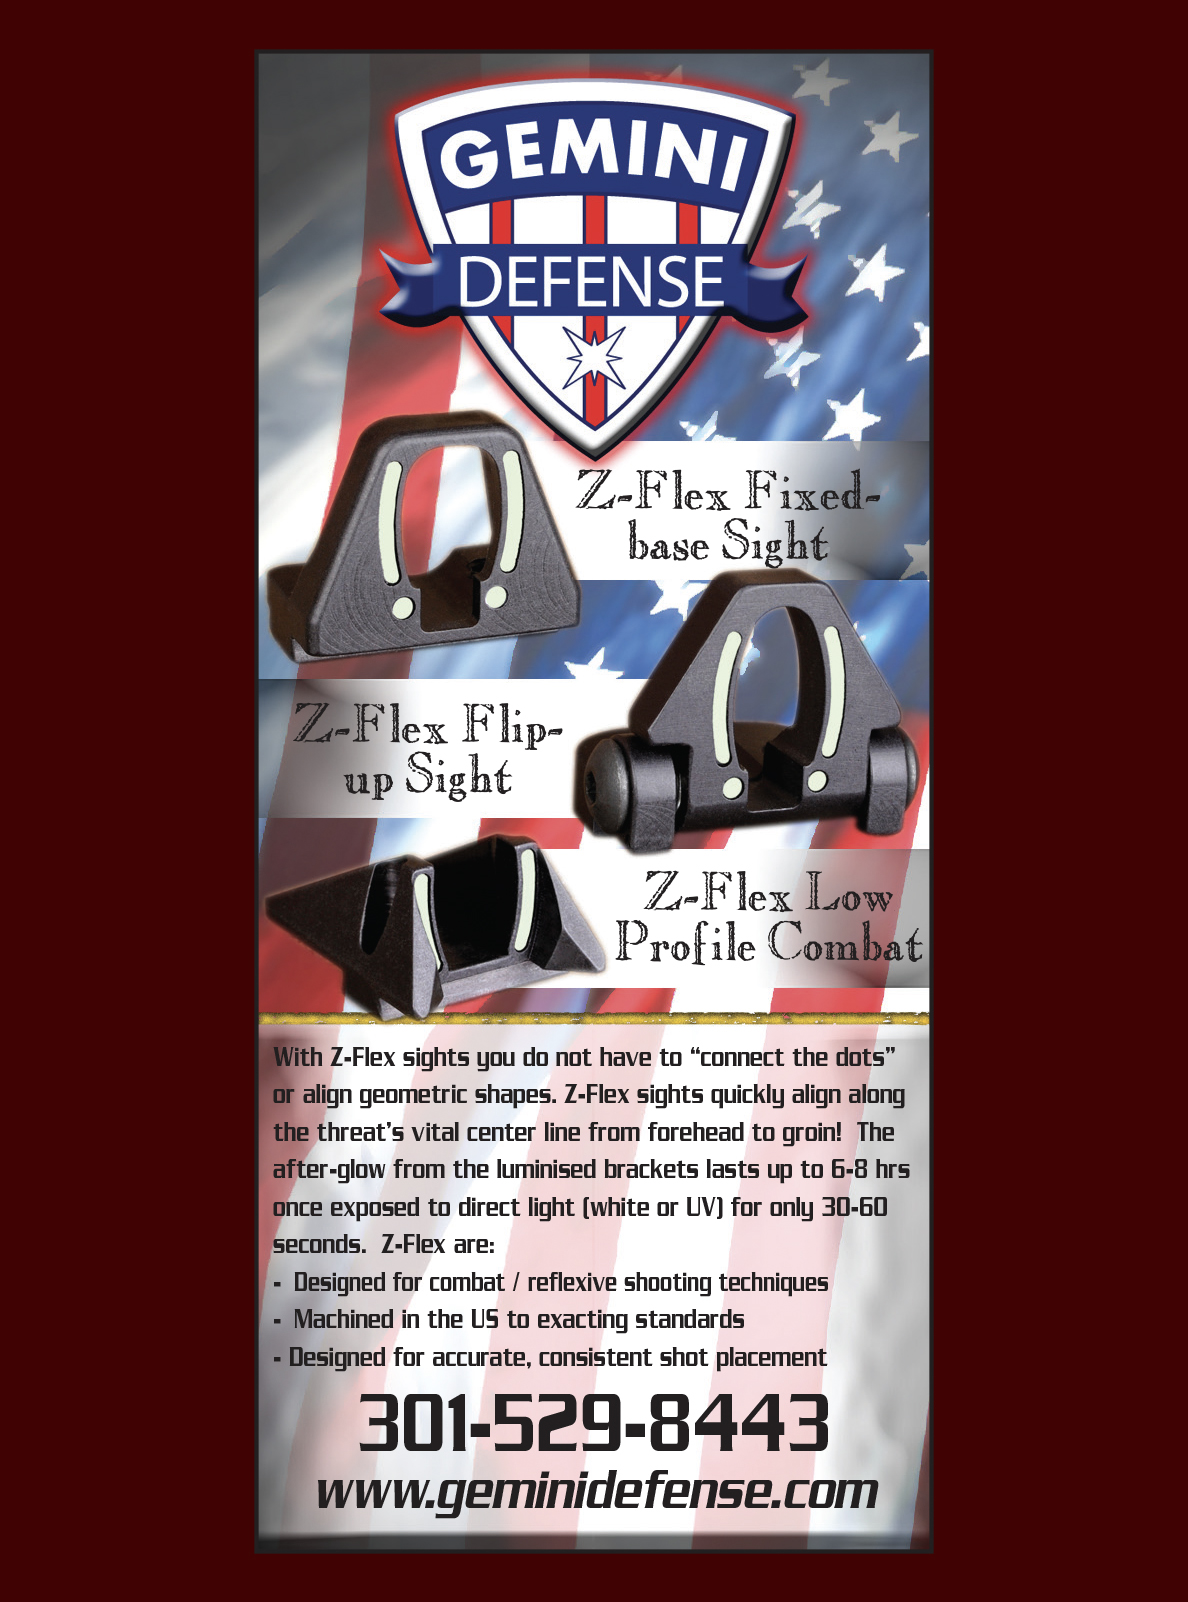 GEMINI
DEFENSE
Z-Flex Fixed-
base Sight
Z-Flex Flip-
up Sight
Z-Flex Low
Profile Combat
With Z-Flex sights you do not have to “connect the dots”
or align geometric shapes. Z-Flex sights quickly align along
the threat’s vital center line from forehead to groin!  The
after-glow from the luminised brackets lasts up to 6-8 hrs
once exposed to direct light (white or UV) for only 30-60
seconds.  Z-Flex are:
-  Designed for combat / reflexive shooting techniques
-  Machined in the US to exacting standards
- Designed for accurate, consistent shot placement
301-529-8443
www.geminidefense.com